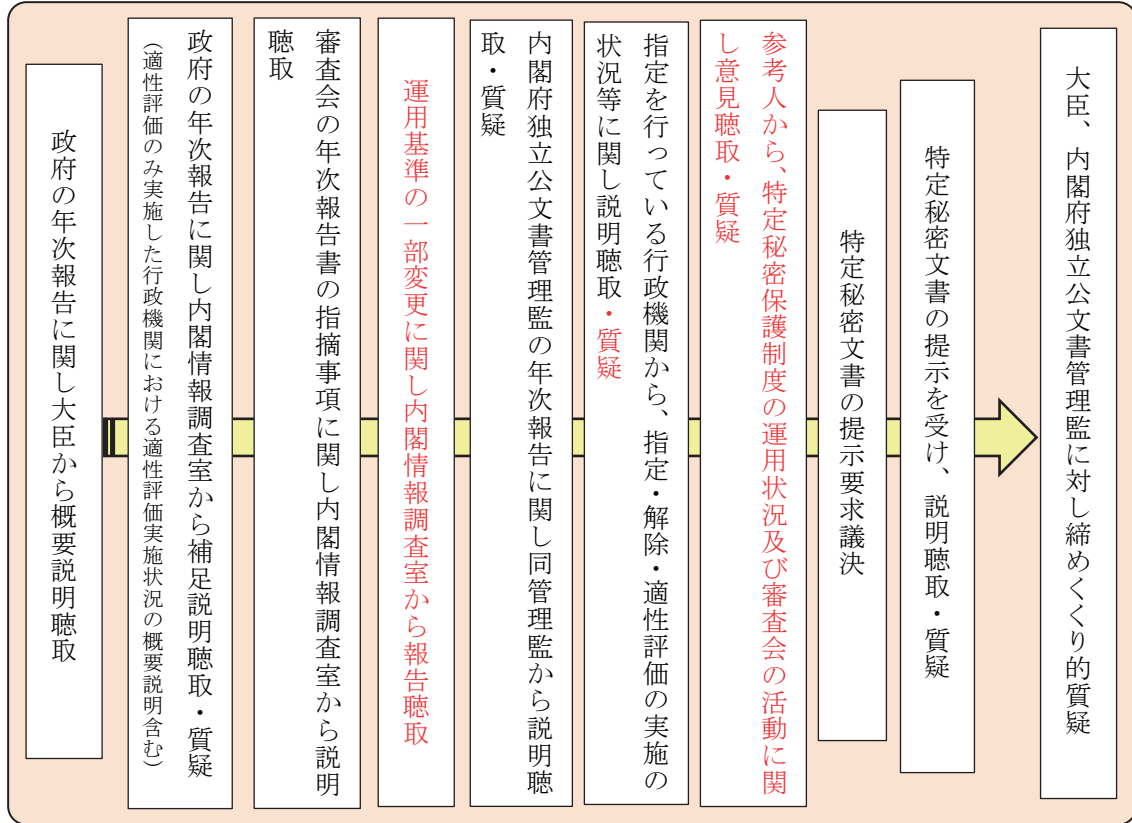 政府の年次報告に関し大臣から概要説明聴取
政府の年次報告に関し内閣情報調査室から補足説明聴取・質疑
(適性評価のみ実施した行政機関における適性評価実施状況の概要説明含む)
審査会の年次報告書の指摘事項に関し内閣情報調査室から説明
聴取
運用基準の一部変更に関し内閣情報調査室から報告聴取
内閣府独立公文書管理監の年次報告に関し同管理監から説明聴
取・質疑
指定を行っている行政機関から、指定・解除・適性評価の実施の
状況等に関し説明聴取・質疑
参考人から、特定秘密保護制度の運用状況及び審査会の活動に関
し意見聴取・質疑
特定秘密文書の提示要求議決
特定秘密文書の提示を受け、説明聴取・質疑
大臣、内閣府独立公文書管理監に対し締めくくり的質疑